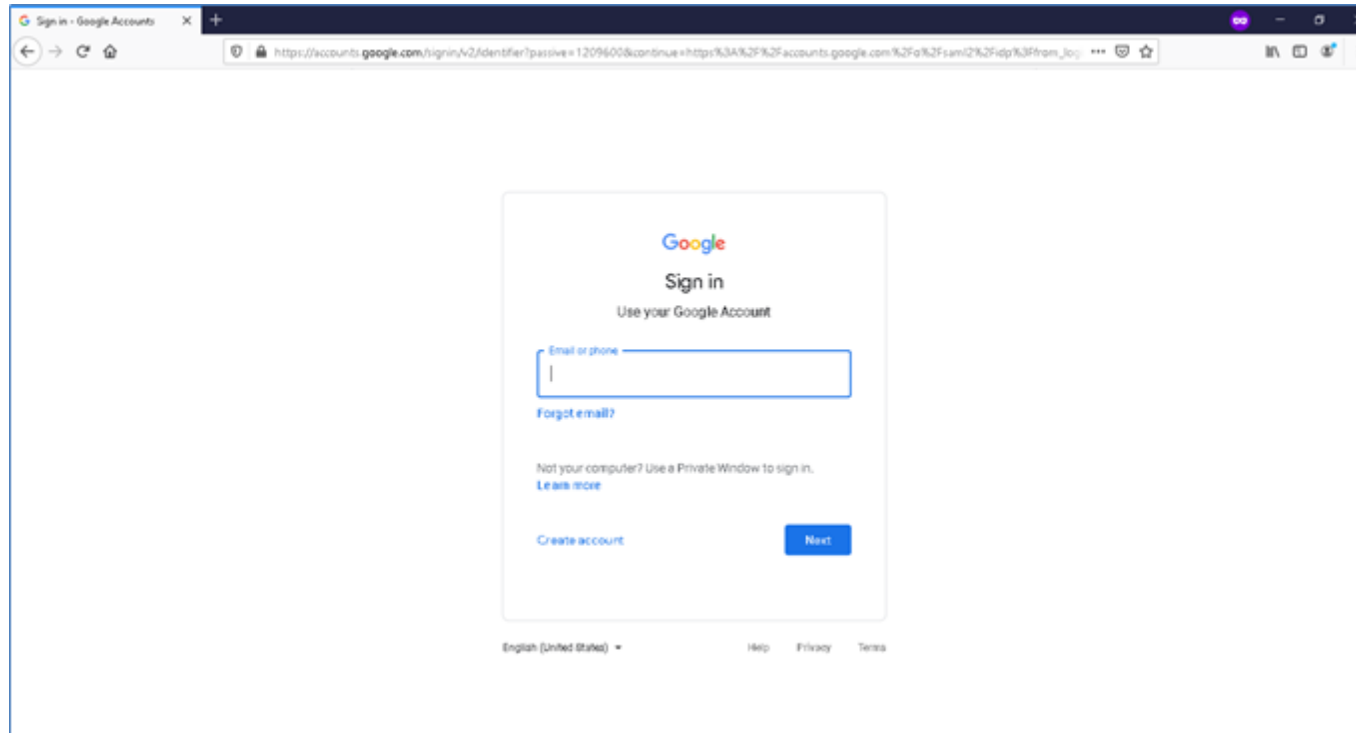 Sign in - Google Accounts
https://accounts.google.com/signin/v2/identifier?passive=1209600&continue=https%3A%2F%2Faccounts.google.com%2Fo%2Fsaml2%2Fidp%3Ffrom_log
Google
Sign in
Use your Google Account
Email or phone
Forgot email?
Not your computer? Use a Private Window to sign in.
Learn more
Create account
Next
English (United States)
Help Privacy Terms